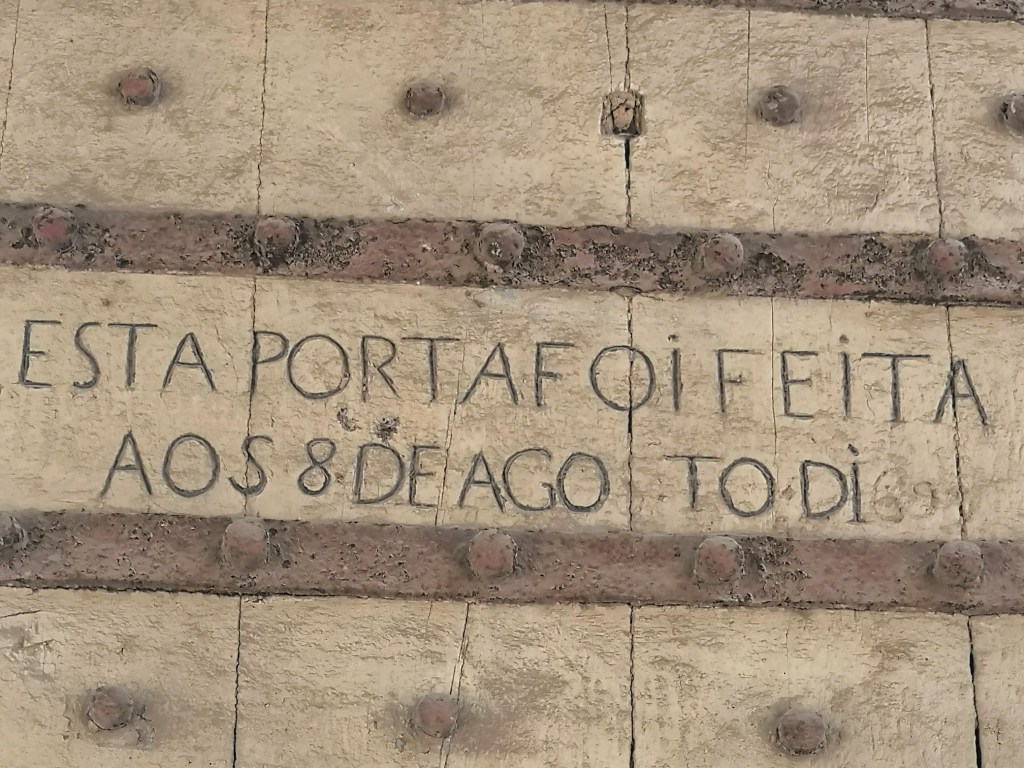 ESTA PORTA FOi FEiTA
AOS 8 DE AGO TO Di